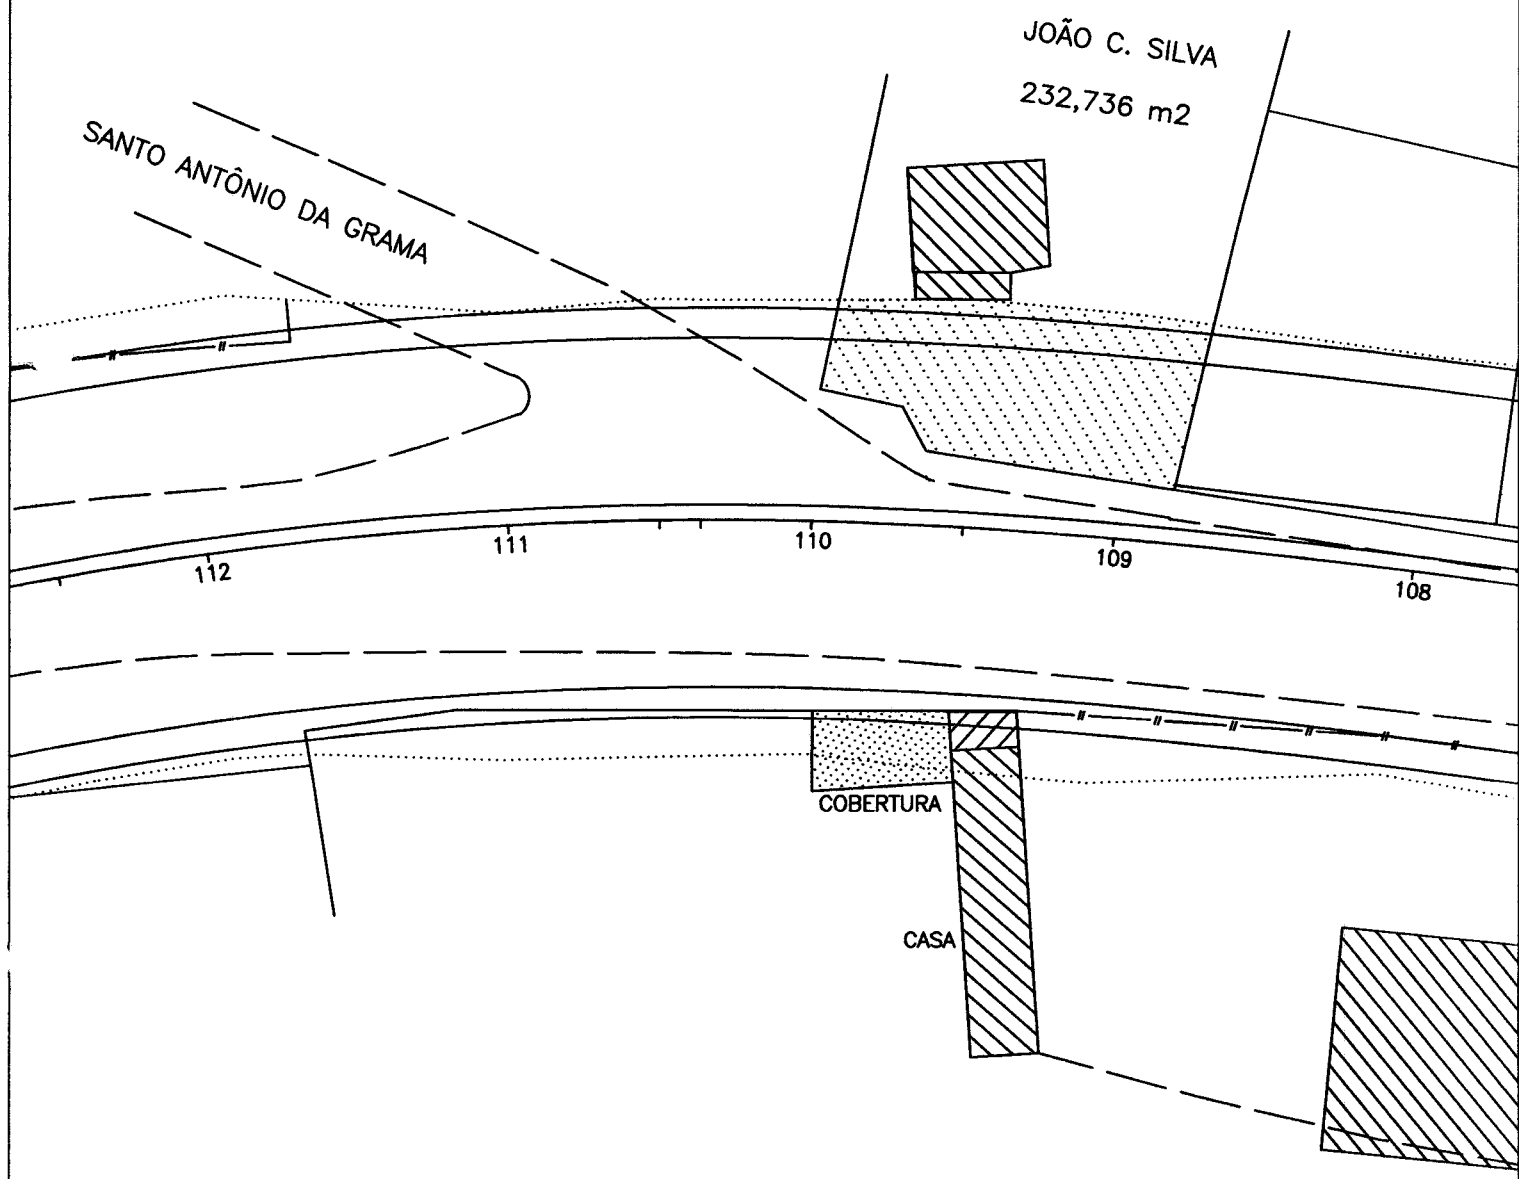 JOÃO C. SILVA
232,736 m2
SANTO ANTÔNIO DA GRAMA
112
111
110
109
108
COBERTURA
CASA